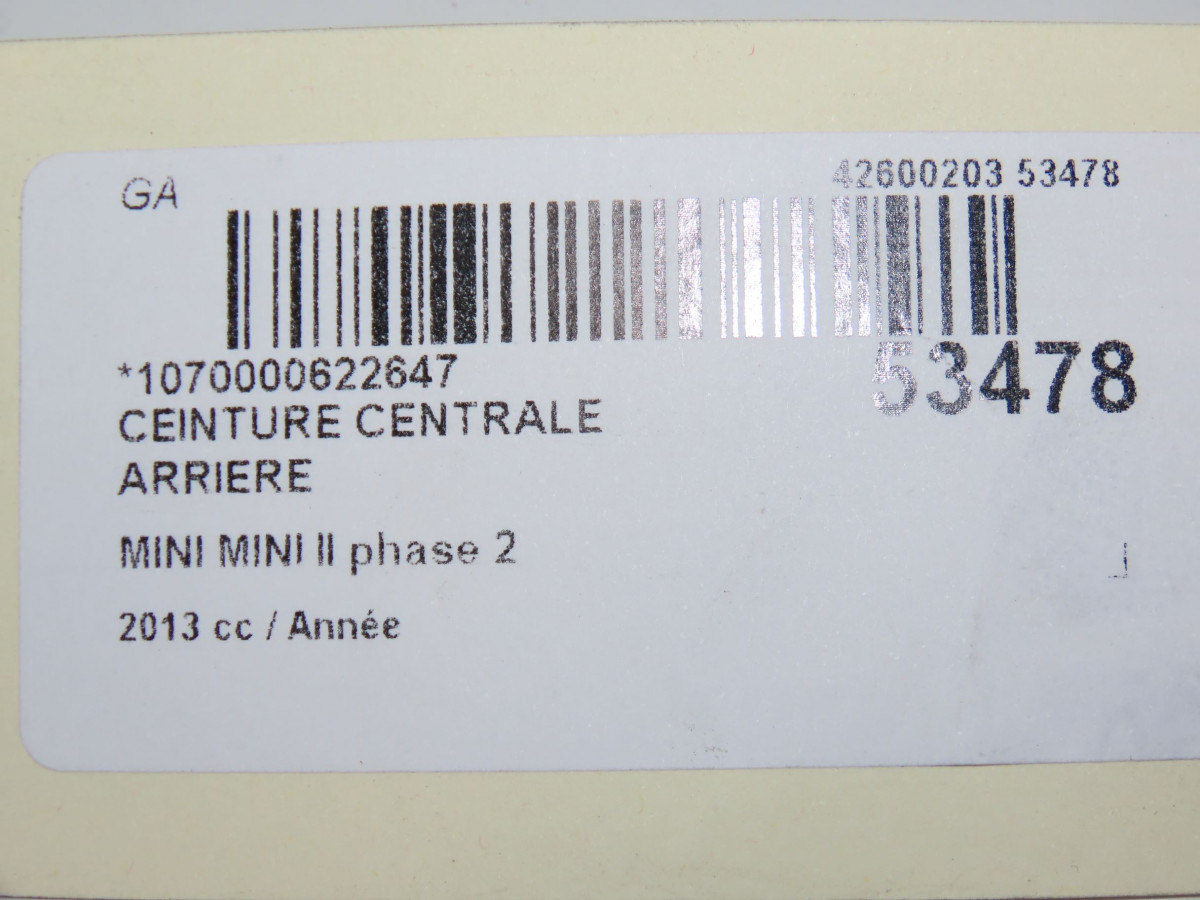 GA
42600203 53478
*1070000622647
53478
CEINTURE CENTRALE
ARRIERE
MINI MINI II phase 2
2013 cc / Année